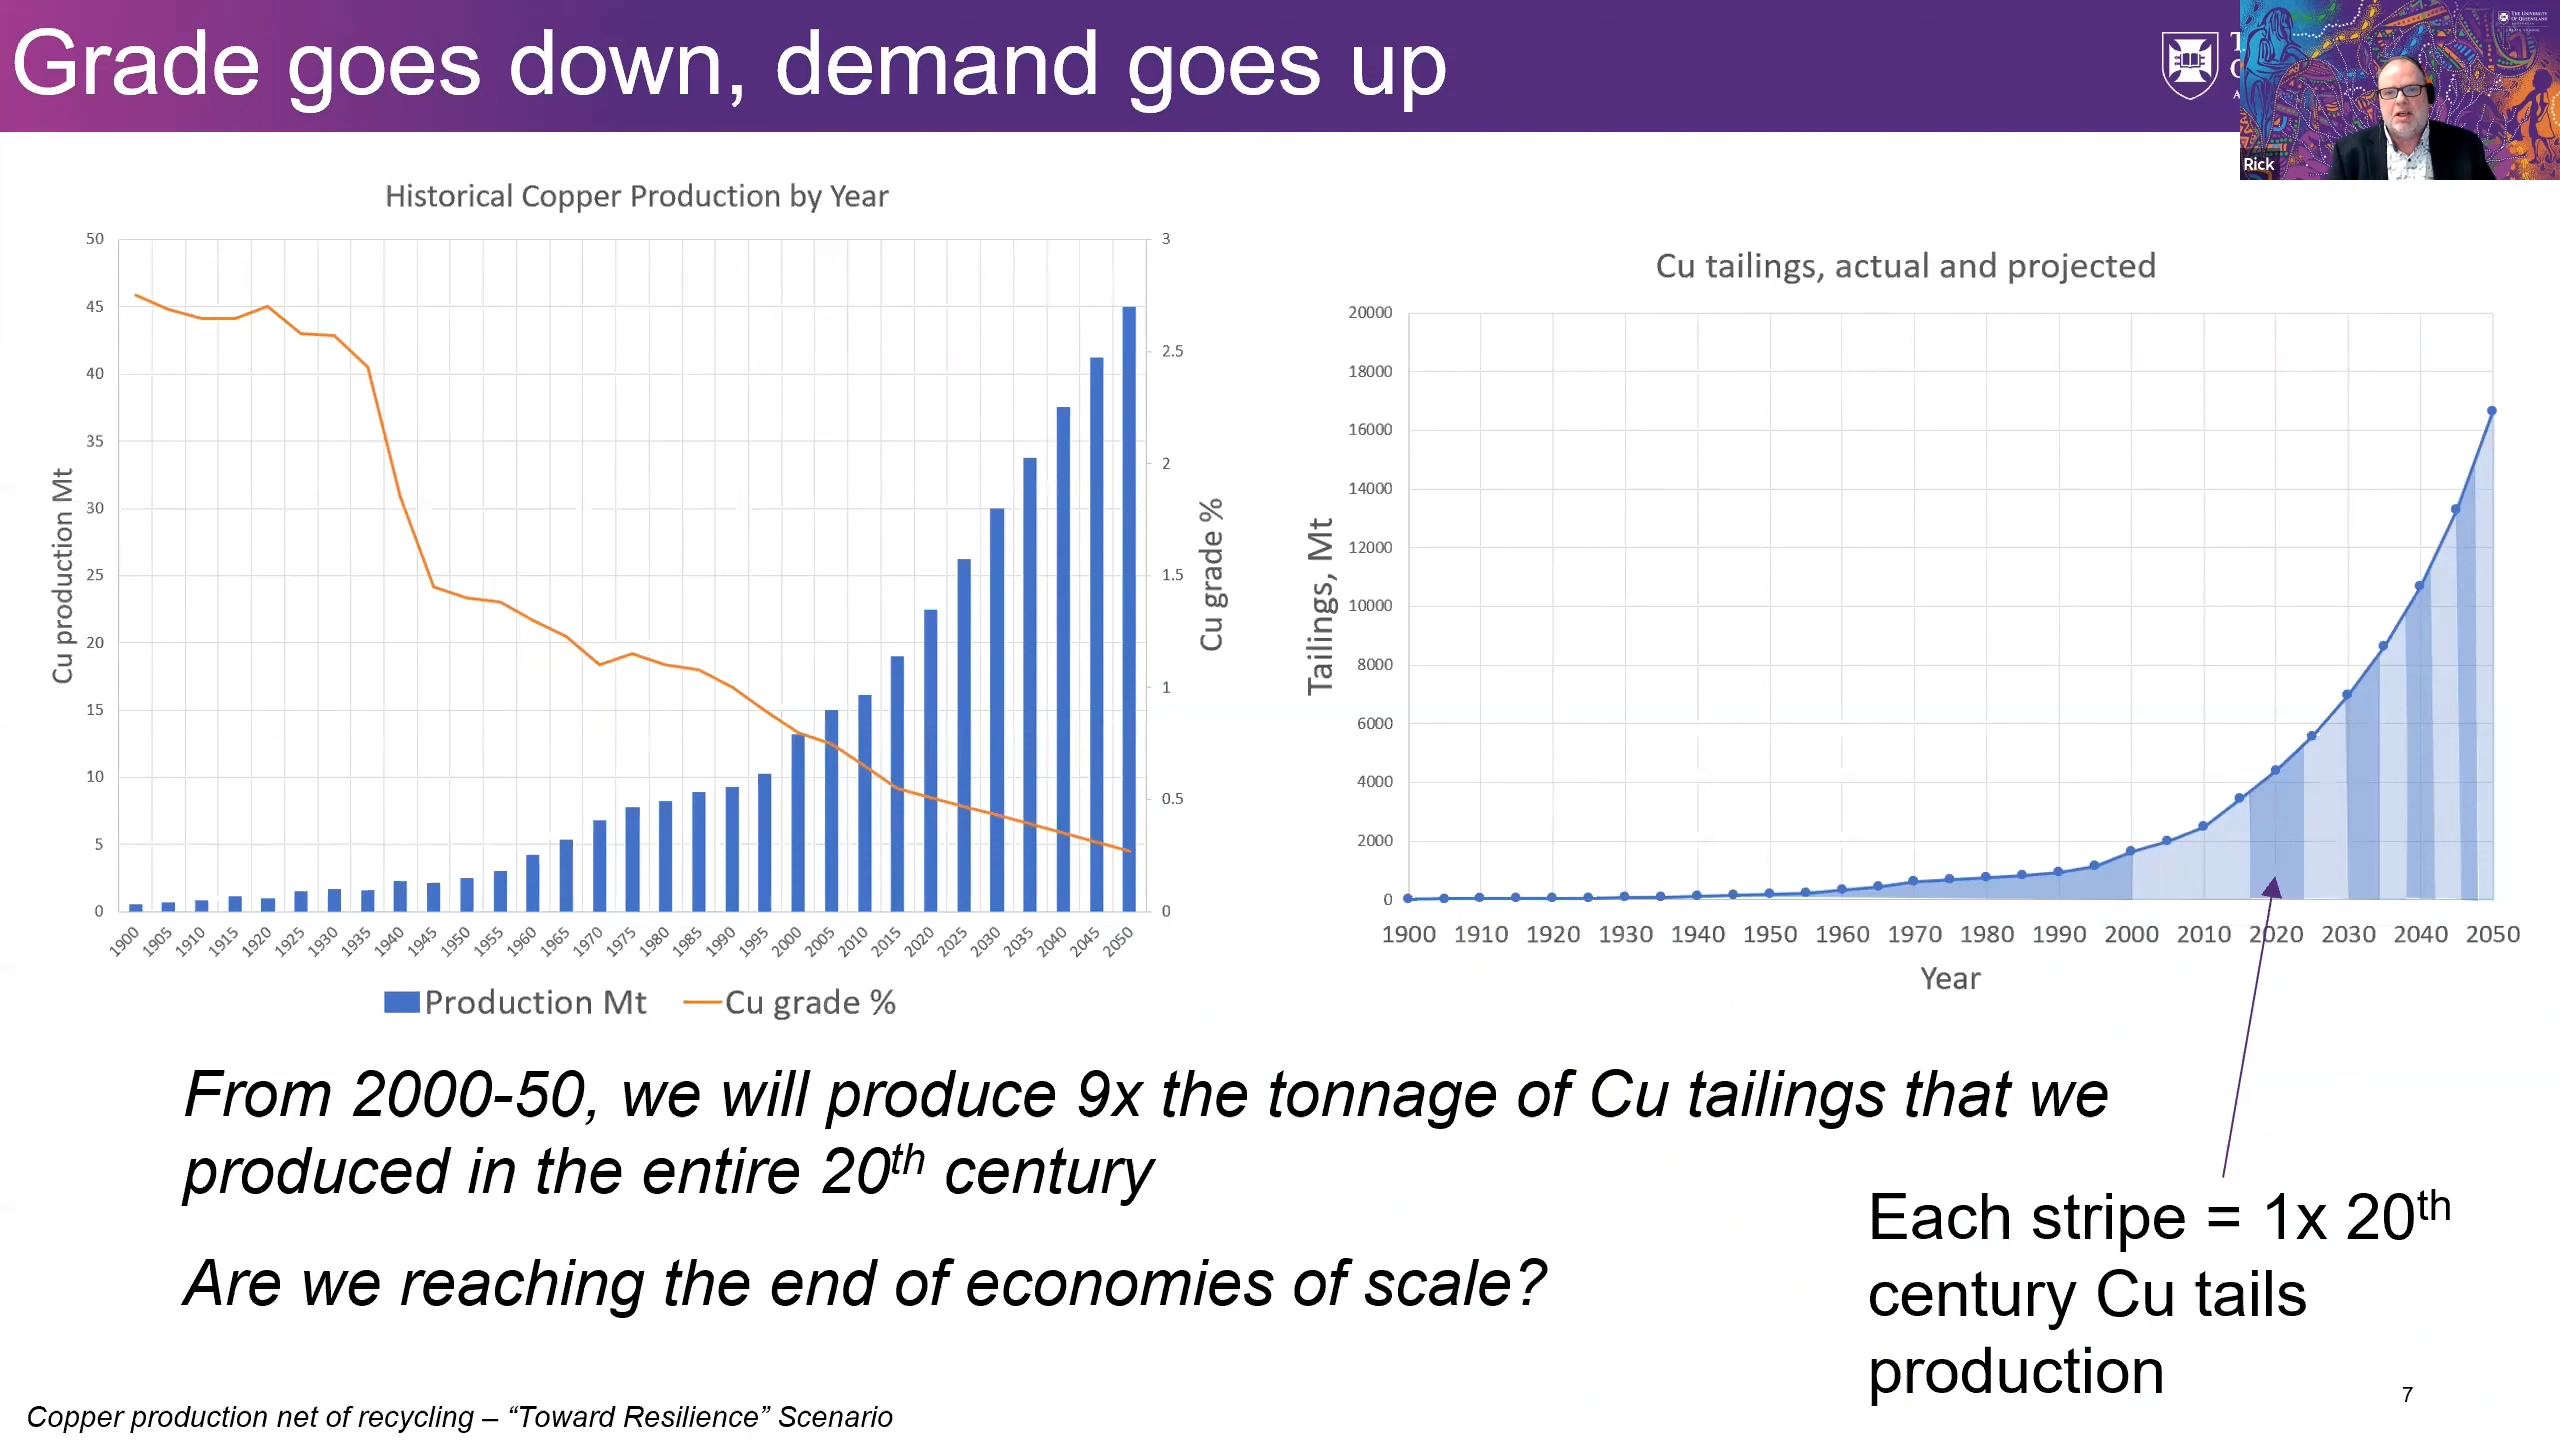 Grade goes down, demand goes up
THE UNIVERSITY
OF QUEENSLAND
Rick
Historical Copper Production by Year
50
45
40
35
30
25
20
15
10
5
0
Cu production Mt
3
2.5
2
1.5
1
0.5
0
Cu grade %
1900 1905 1910 1915 1920 1925 1930 1935 1940 1945 1950 1955 1960 1965 1970 1975 1980 1985 1990 1995 2000 2005 2010 2015 2020 2025 2030 2035 2040 2045 2050
Production Mt Cu grade %
Cu tailings, actual and projected
20000
18000
16000
14000
12000
10000
8000
6000
4000
2000
0
Tailings, Mt
1900 1910 1920 1930 1940 1950 1960 1970 1980 1990 2000 2010 2020 2030 2040 2050
Year
From 2000-50, we will produce 9x the tonnage of Cu tailings that we
produced in the entire 20th century
Are we reaching the end of economies of scale?
Each stripe = 1x 20th
century Cu tails
production
7
Copper production net of recycling – “Toward Resilience” Scenario